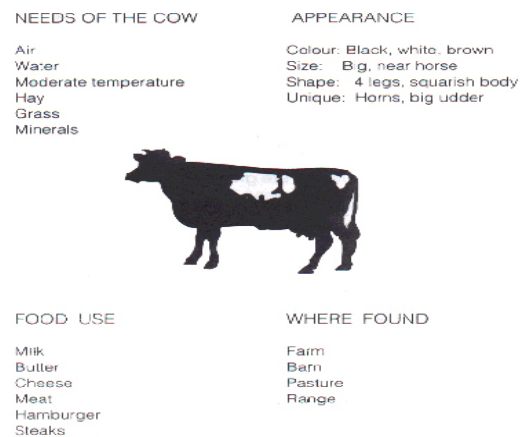 NEEDS OF THE COW
Air
Water
Moderate temperature
Hay
Grass
Minerals
APPEARANCE
Colour: Black, white, brown
Size: Big, near horse
Shape: 4 legs, squarish body
Unique: Horns, big udder
FOOD USE
Milk
Butter
Cheese
Meat
Hamburger
Steaks
WHERE FOUND
Farm
Barn
Pasture
Range